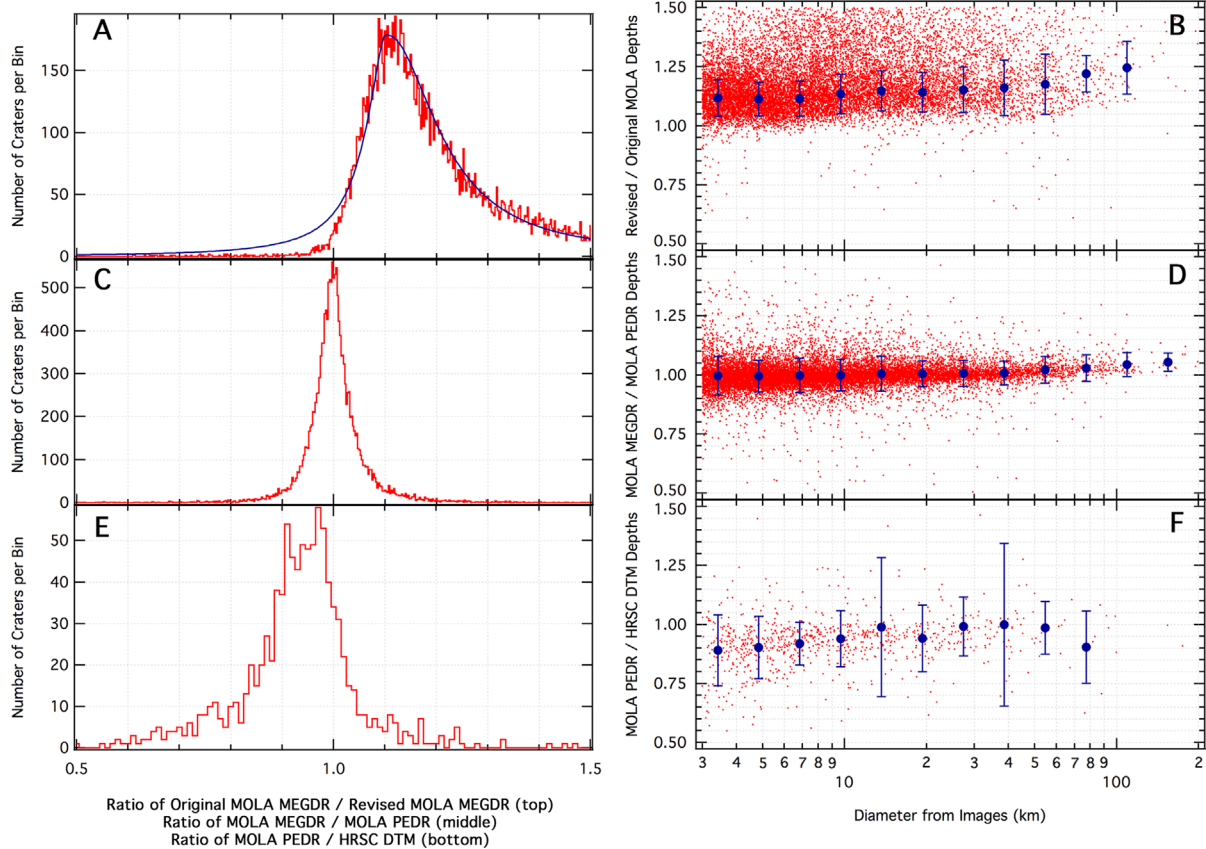 A
Number of Craters per Bin
150
100
50
0
C
Number of Craters per Bin
500
400
300
200
100
0
E
Number of Craters per Bin
50
40
30
20
10
0
0.5 1.0 1.5
Ratio of Original MOLA MEGDR / Revised MOLA MEGDR (top)
Ratio of MOLA MEGDR / MOLA PEDR (middle)
Ratio of MOLA PEDR / HRSC DTM (bottom)
B
Revised / Original MOLA Depths
1.50
1.25
1.00
0.75
0.50
D
MOLA MEGDR / MOLA PEDR Depths
1.50
1.25
1.00
0.75
0.50
F
MOLA PEDR / HRSC DTM Depths
1.50
1.25
1.00
0.75
0.50
3 4 5 6 7 8 9 2 3 4 5 6 7 8 9 2
10 100
Diameter from Images (km)